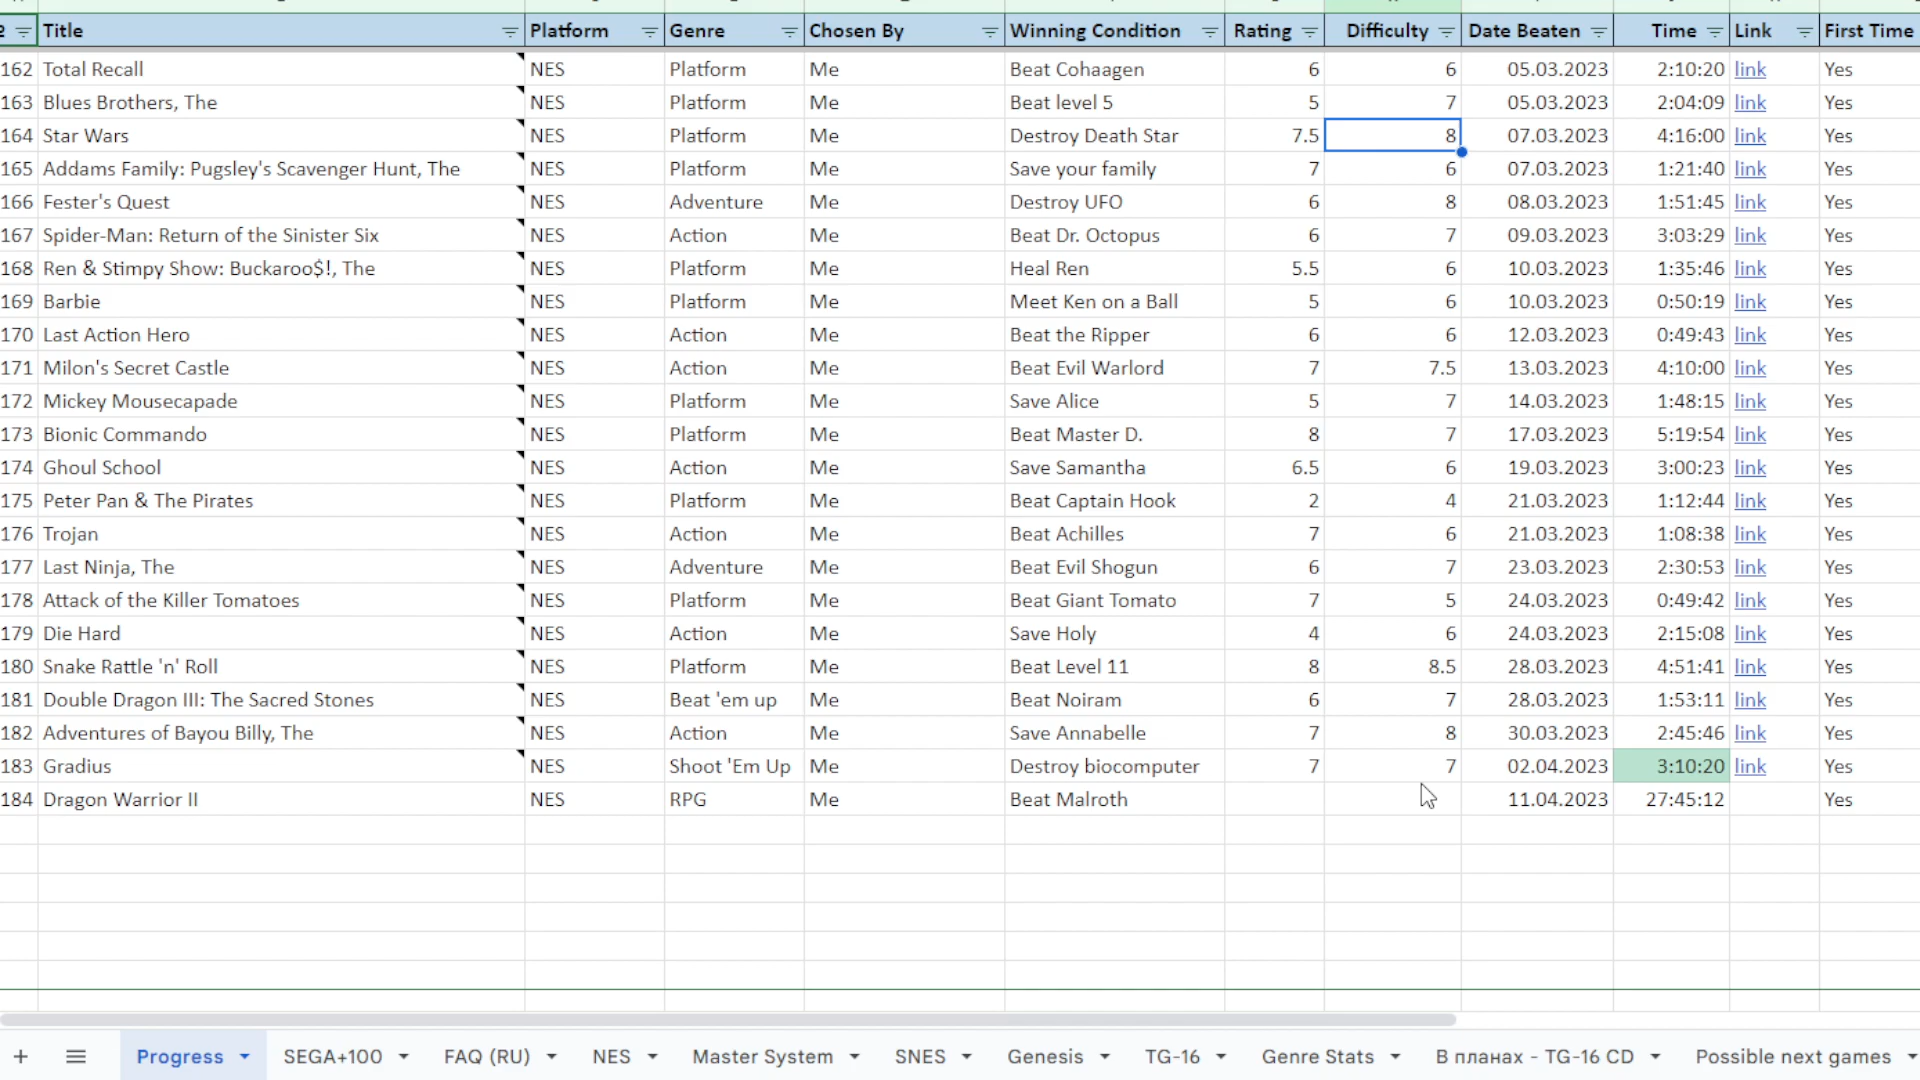 Title Platform Genre Chosen By Winning Condition Rating Difficulty Date Beaten Time Link First Time
162 Total Recall NES Platform Me Beat Cohaagen 6 6 05.03.2023 2:10:20 link Yes
163 Blues Brothers, The NES Platform Me Beat level 5 5 7 05.03.2023 2:04:09 link Yes
164 Star Wars NES Platform Me Destroy Death Star 7.5 8 07.03.2023 4:16:00 link Yes
165 Addams Family: Pugsley's Scavenger Hunt, The NES Platform Me Save your family 7 6 07.03.2023 1:21:40 link Yes
166 Fester's Quest NES Adventure Me Destroy UFO 6 8 08.03.2023 1:51:45 link Yes
167 Spider-Man: Return of the Sinister Six NES Action Me Beat Dr. Octopus 6 7 09.03.2023 3:03:29 link Yes
168 Ren & Stimpy Show: Buckaroo$!, The NES Platform Me Heal Ren 5.5 6 10.03.2023 1:35:46 link Yes
169 Barbie NES Platform Me Meet Ken on a Ball 5 6 10.03.2023 0:50:19 link Yes
170 Last Action Hero NES Action Me Beat the Ripper 6 6 12.03.2023 0:49:43 link Yes
171 Milon's Secret Castle NES Action Me Beat Evil Warlord 7 7.5 13.03.2023 4:10:00 link Yes
172 Mickey Mousecapade NES Platform Me Save Alice 5 7 14.03.2023 1:48:15 link Yes
173 Bionic Commando NES Platform Me Beat Master D. 8 7 17.03.2023 5:19:54 link Yes
174 Ghoul School NES Action Me Save Samantha 6.5 6 19.03.2023 3:00:23 link Yes
175 Peter Pan & The Pirates NES Platform Me Beat Captain Hook 2 4 21.03.2023 1:12:44 link Yes
176 Trojan NES Action Me Beat Achilles 7 6 21.03.2023 1:08:38 link Yes
177 Last Ninja, The NES Adventure Me Beat Evil Shogun 6 7 23.03.2023 2:30:53 link Yes
178 Attack of the Killer Tomatoes NES Platform Me Beat Giant Tomato 7 5 24.03.2023 0:49:42 link Yes
179 Die Hard NES Action Me Save Holy 4 6 24.03.2023 2:15:08 link Yes
180 Snake Rattle 'n' Roll NES Platform Me Beat Level 11 8 8.5 28.03.2023 4:51:41 link Yes
181 Double Dragon III: The Sacred Stones NES Beat 'em up Me Beat Noiram 6 7 28.03.2023 1:53:11 link Yes
182 Adventures of Bayou Billy, The NES Action Me Save Annabelle 7 8 30.03.2023 2:45:46 link Yes
183 Gradius NES Shoot 'Em Up Me Destroy biocomputer 7 7 02.04.2023 3:10:20 link Yes
184 Dragon Warrior II NES RPG Me Beat Malroth 11.04.2023 27:45:12 Yes
+ Progress SEGA+100 FAQ (RU) NES Master System SNES Genesis TG-16 Genre Stats В планах - TG-16 CD Possible next games